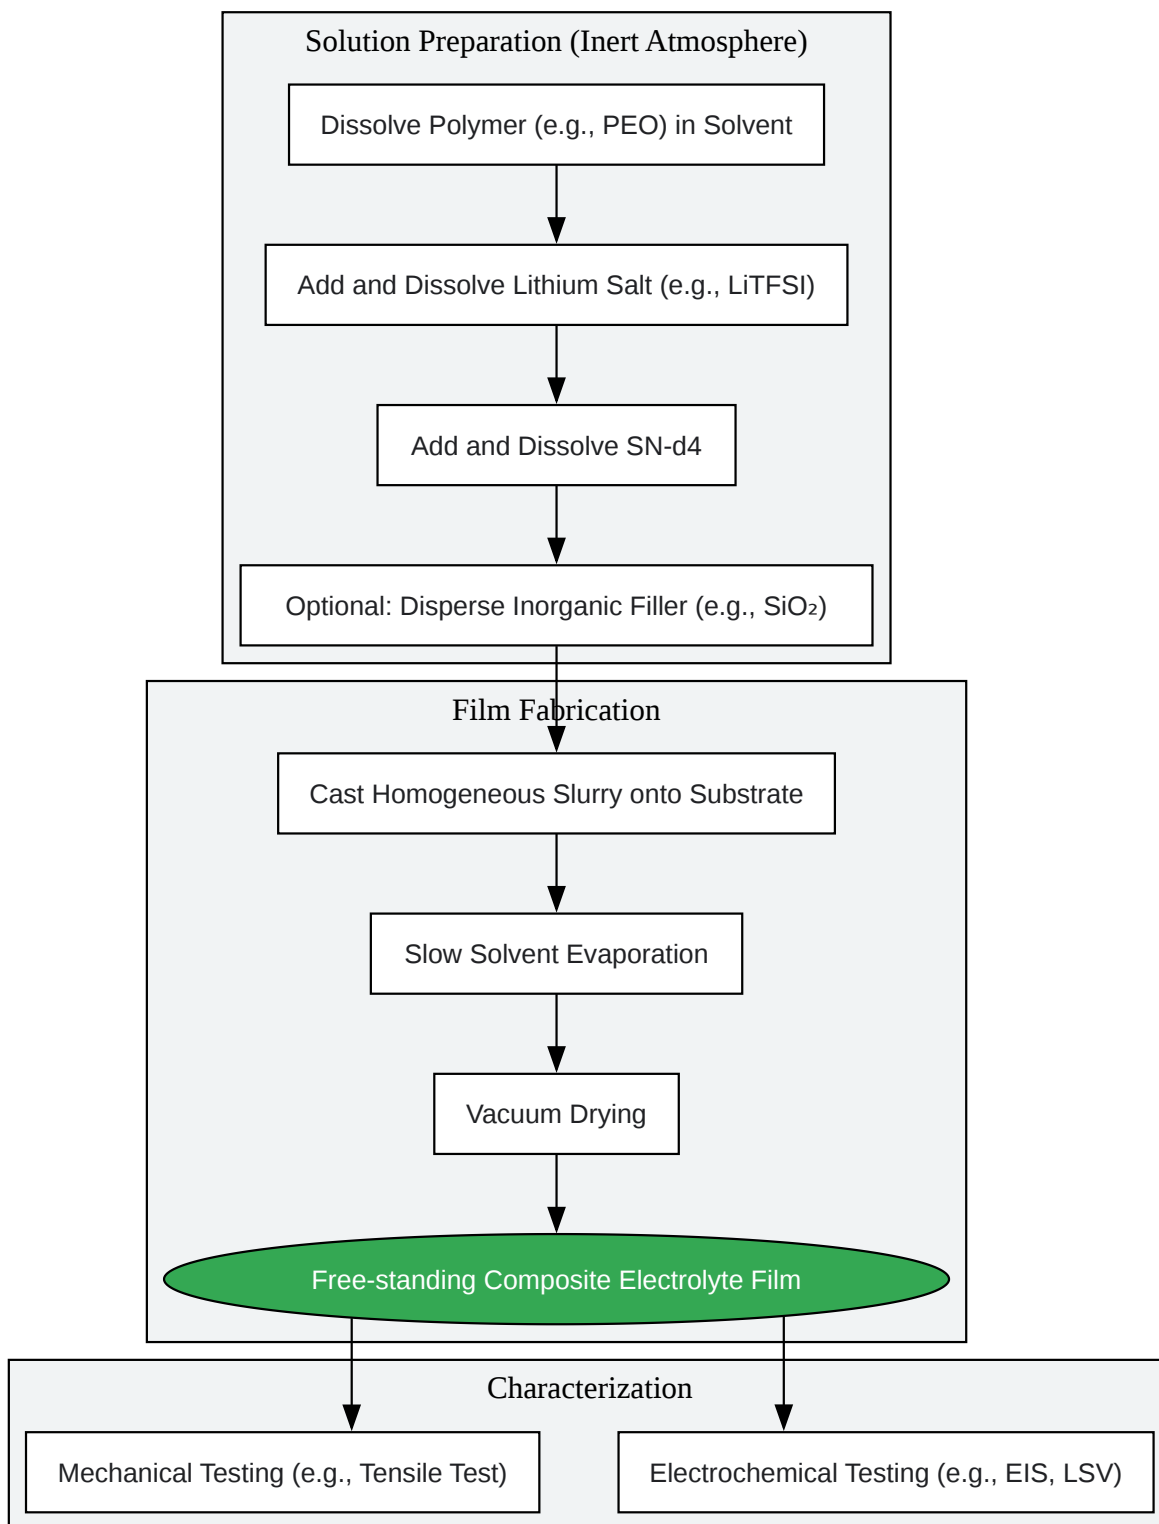 Solution Preparation (Inert Atmosphere)
Dissolve Polymer (e.g., PEO) in Solvent
Add and Dissolve Lithium Salt (e.g., LiTFSI)
Add and Dissolve SN-d4
Optional: Disperse Inorganic Filler (e.g., SiO₂)
Film Fabrication
Cast Homogeneous Slurry onto Substrate
Slow Solvent Evaporation
Vacuum Drying
Free-standing Composite Electrolyte Film
Characterization
Mechanical Testing (e.g., Tensile Test)
Electrochemical Testing (e.g., EIS, LSV)